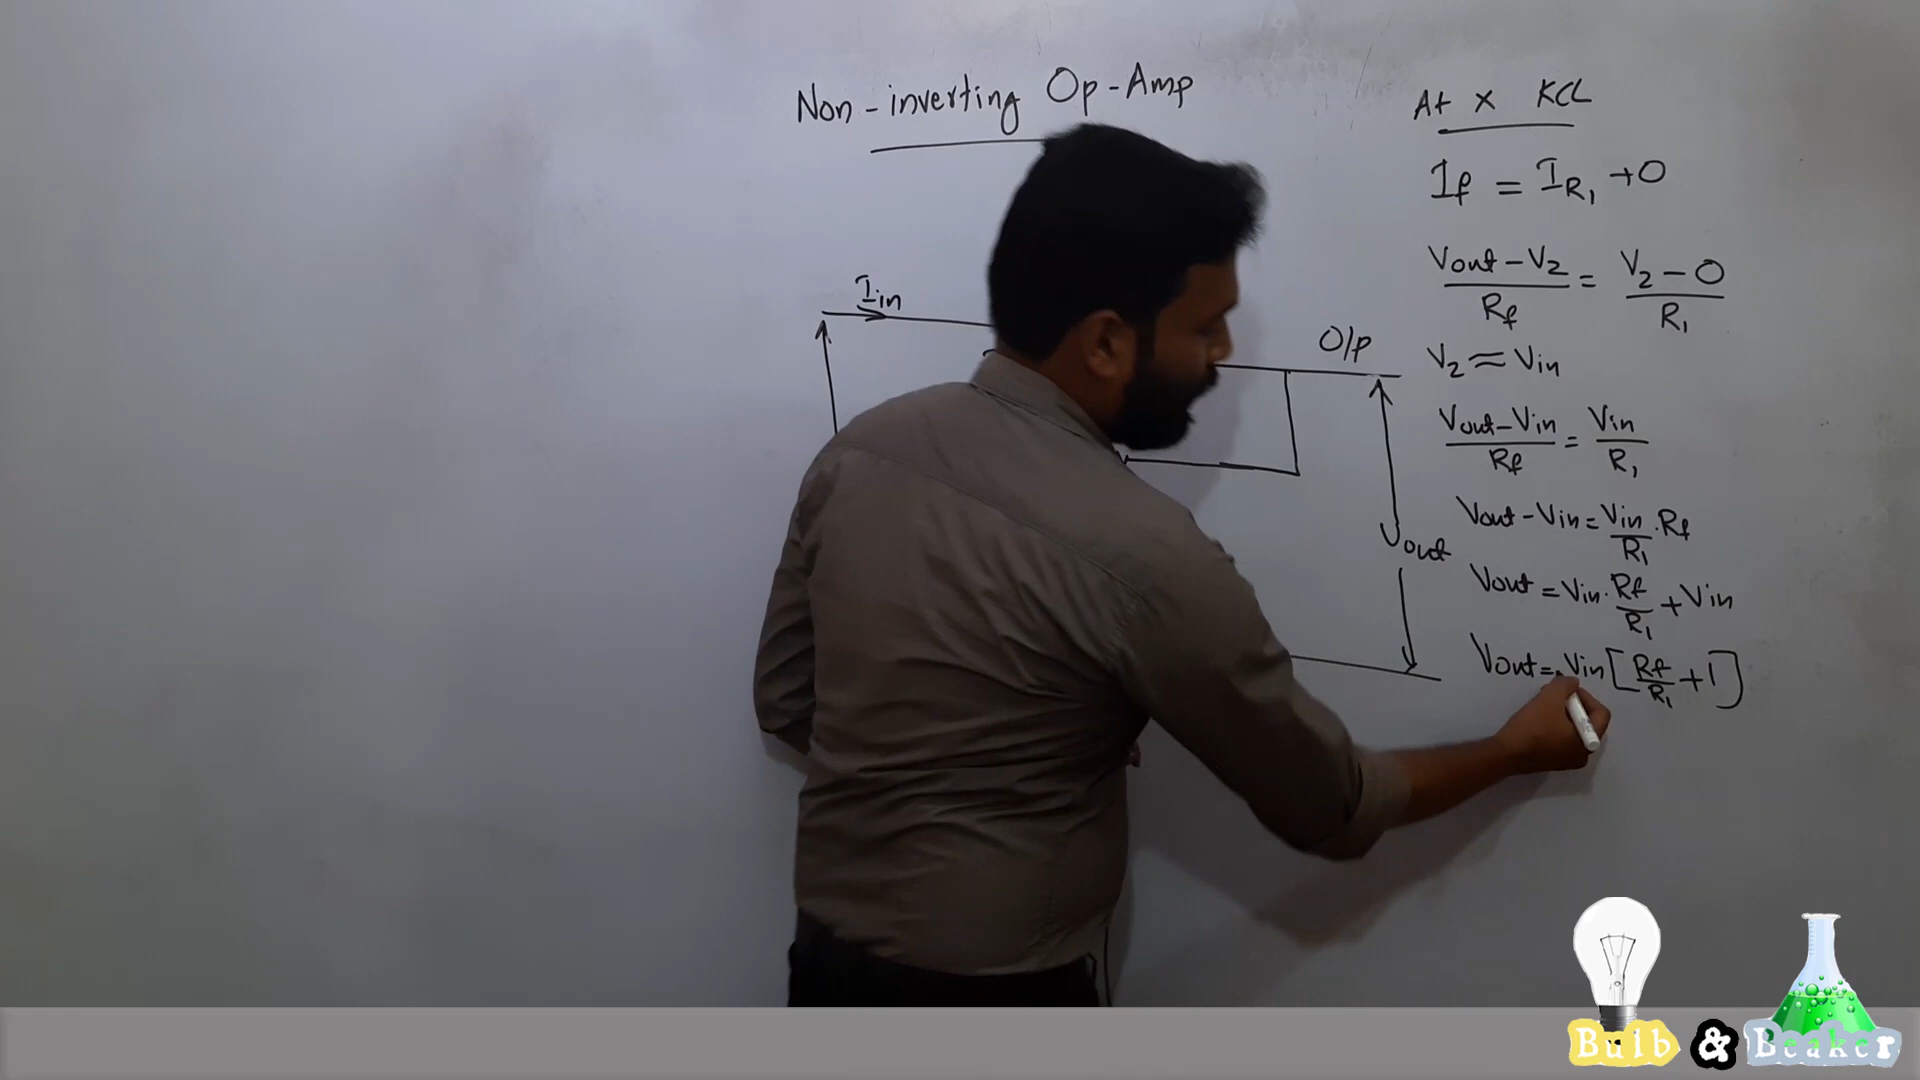 Non-inverting Op-Amp
Iin
O/p
Vout
At x KCL
If = IR1 + 0
Vout - V2 / Rf = V2 - 0 / R1
V2 ≈ Vin
Vout - Vin / Rf = Vin / R1
Vout - Vin = Vin / R1 . Rf
Vout = Vin . Rf / R1 + Vin
Vout = Vin [ Rf / R1 + 1 ]
Bulb & Beaker